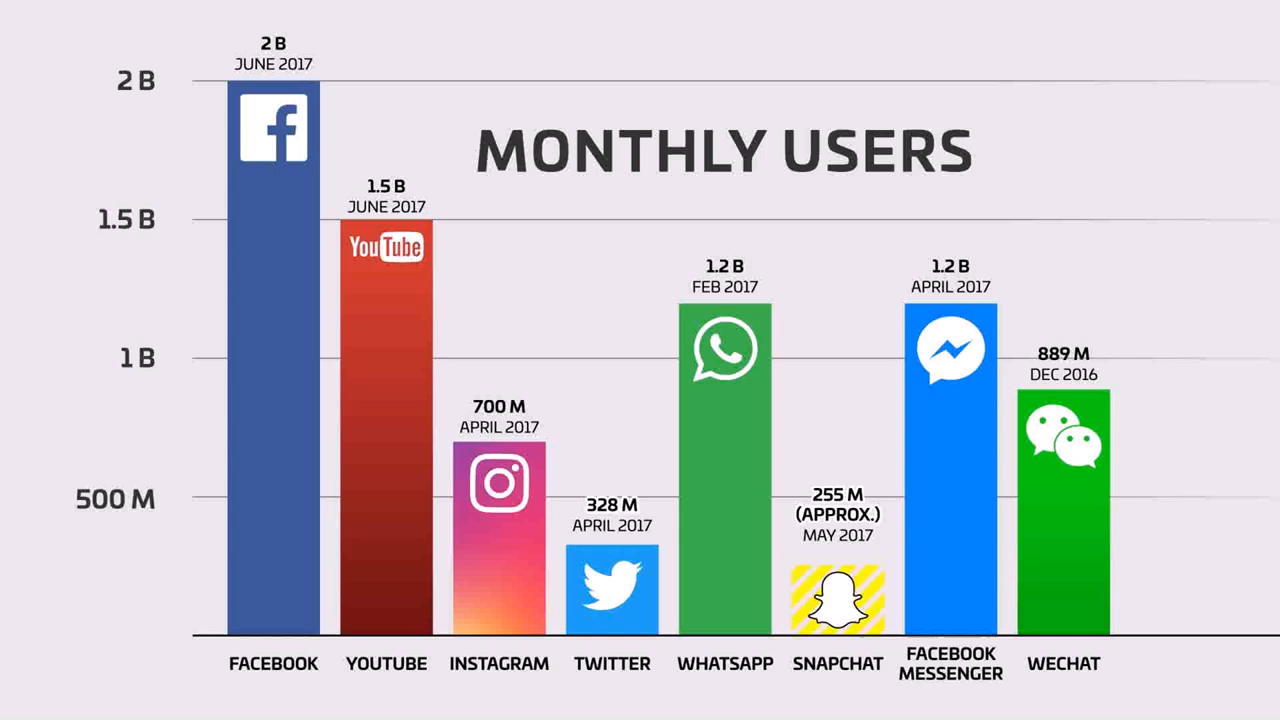 MONTHLY USERS
2 B
1.5 B
1 B
500 M
2 B
JUNE 2017
1.5 B
JUNE 2017
YouTube
700 M
APRIL 2017
328 M
APRIL 2017
1.2 B
FEB 2017
255 M
(APPROX.)
MAY 2017
1.2 B
APRIL 2017
889 M
DEC 2016
FACEBOOK
YOUTUBE
INSTAGRAM
TWITTER
WHATSAPP
SNAPCHAT
FACEBOOK
MESSENGER
WECHAT